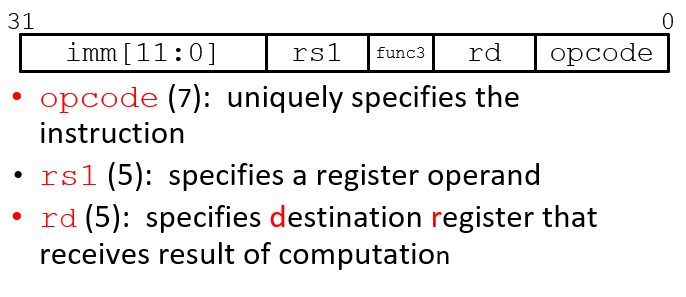 31 0
imm[11:0] rs1 func3 rd opcode
• opcode (7): uniquely specifies the
instruction
• rs1 (5): specifies a register operand
• rd (5): specifies destination register that
receives result of computation